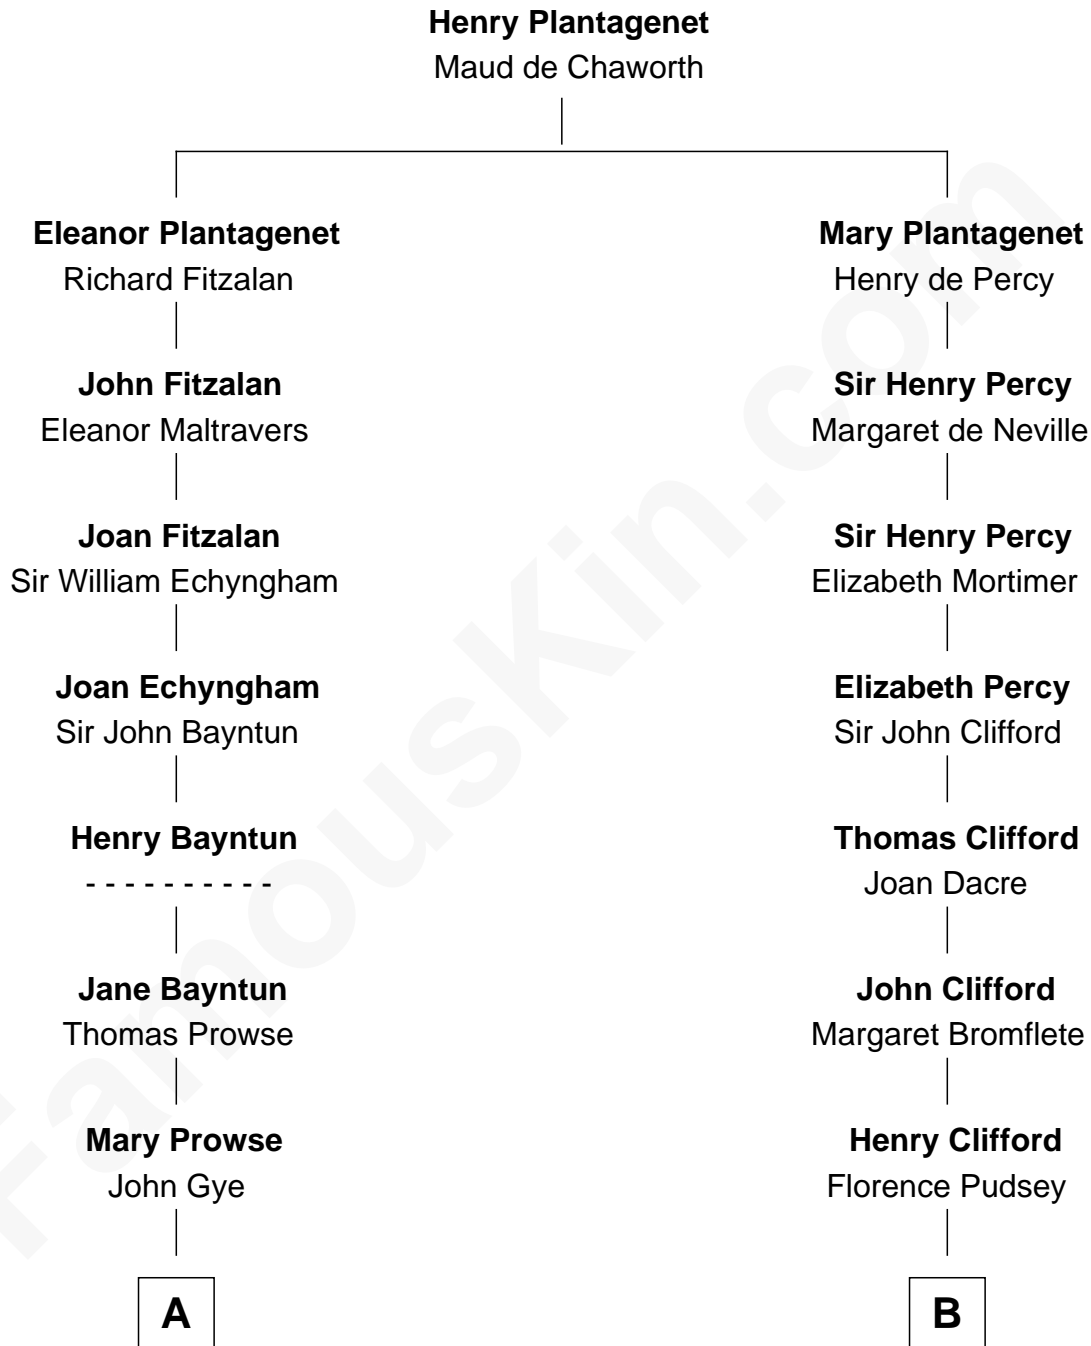 Henry Plantagenet
Maud de Chaworth
Eleanor Plantagenet
Richard Fitzalan
John Fitzalan
Eleanor Maltravers
Joan Fitzalan
Sir William Echyngham
Joan Echyngham
Sir John Bayntun
Henry Bayntun
- - - - - - - - - -
Jane Bayntun
Thomas Prowse
Mary Prowse
John Gye
A
Mary Plantagenet
Henry de Percy
Sir Henry Percy
Margaret de Neville
Sir Henry Percy
Elizabeth Mortimer
Elizabeth Percy
Sir John Clifford
Thomas Clifford
Joan Dacre
John Clifford
Margaret Bromflete
Henry Clifford
Florence Pudsey
B
FamousKin.com